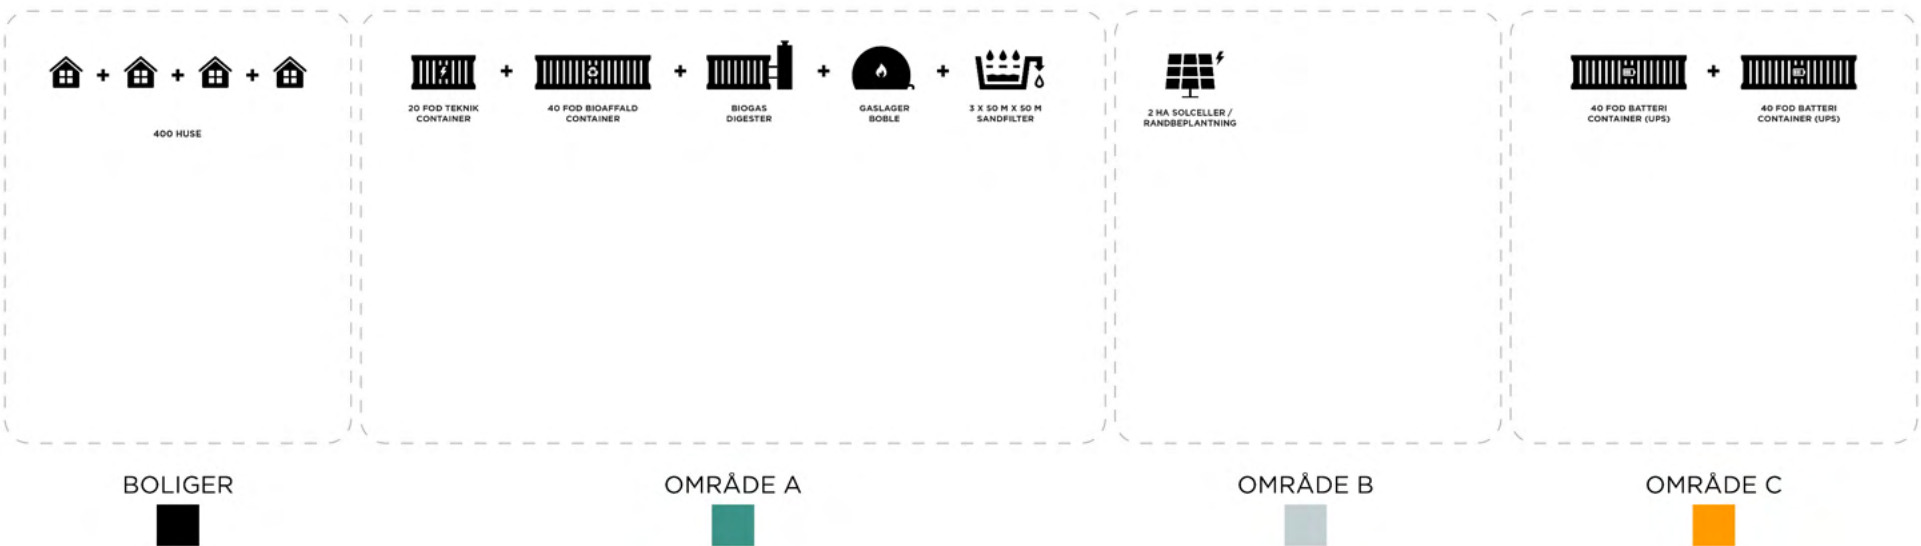 400 HUSE
20 FOD TEKNIK
CONTAINER
40 FOD BIOAFFALD
CONTAINER
BIOGAS
DIGESTER
GASLAGER
BOBLE
3 X 50 M X 50 M
SANDFILTER
2 HA SOLCELLER /
RANDBEPLANTNING
40 FOD BATTERI
CONTAINER (UPS)
40 FOD BATTERI
CONTAINER (UPS)
BOLIGER
OMRÅDE A
OMRÅDE B
OMRÅDE C